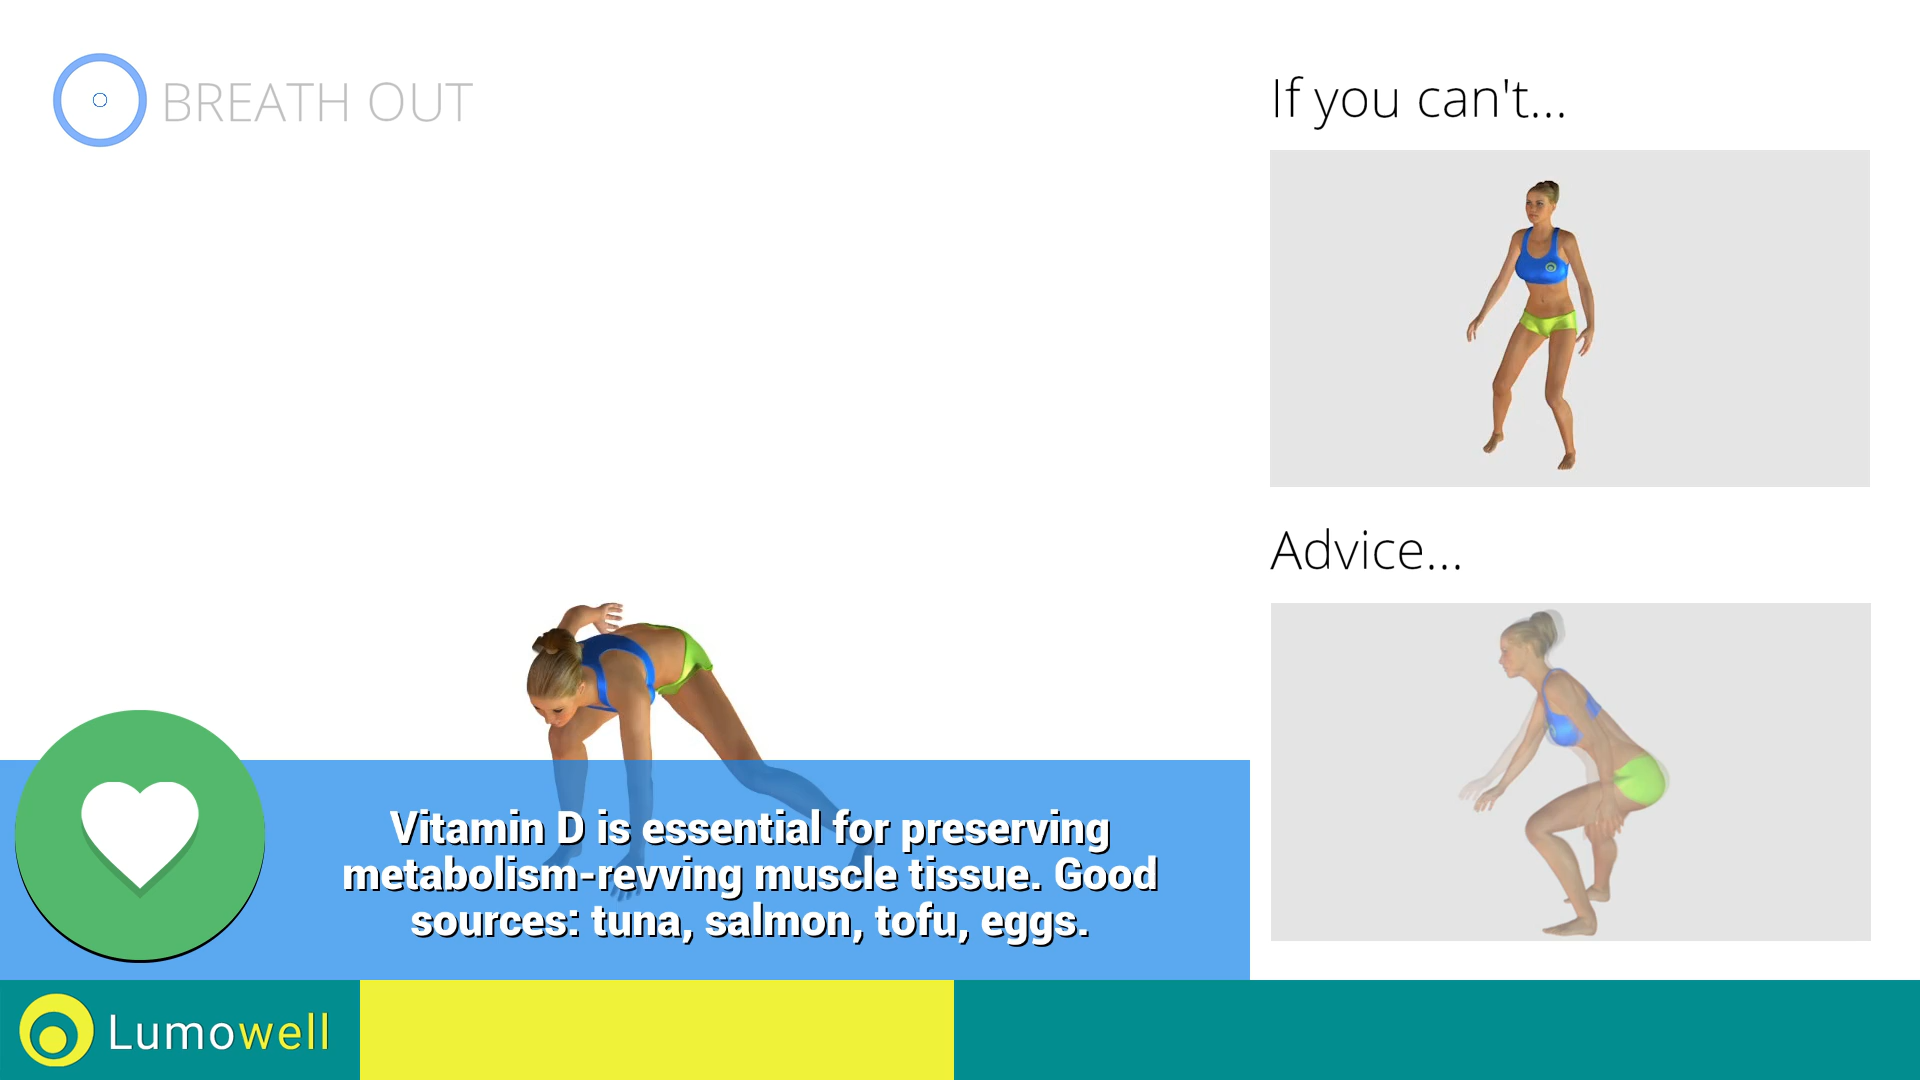 BREATH OUT
If you can't...
Advice...
Vitamin D is essential for preserving
metabolism-revving muscle tissue. Good
sources: tuna, salmon, tofu, eggs.
Lumowell